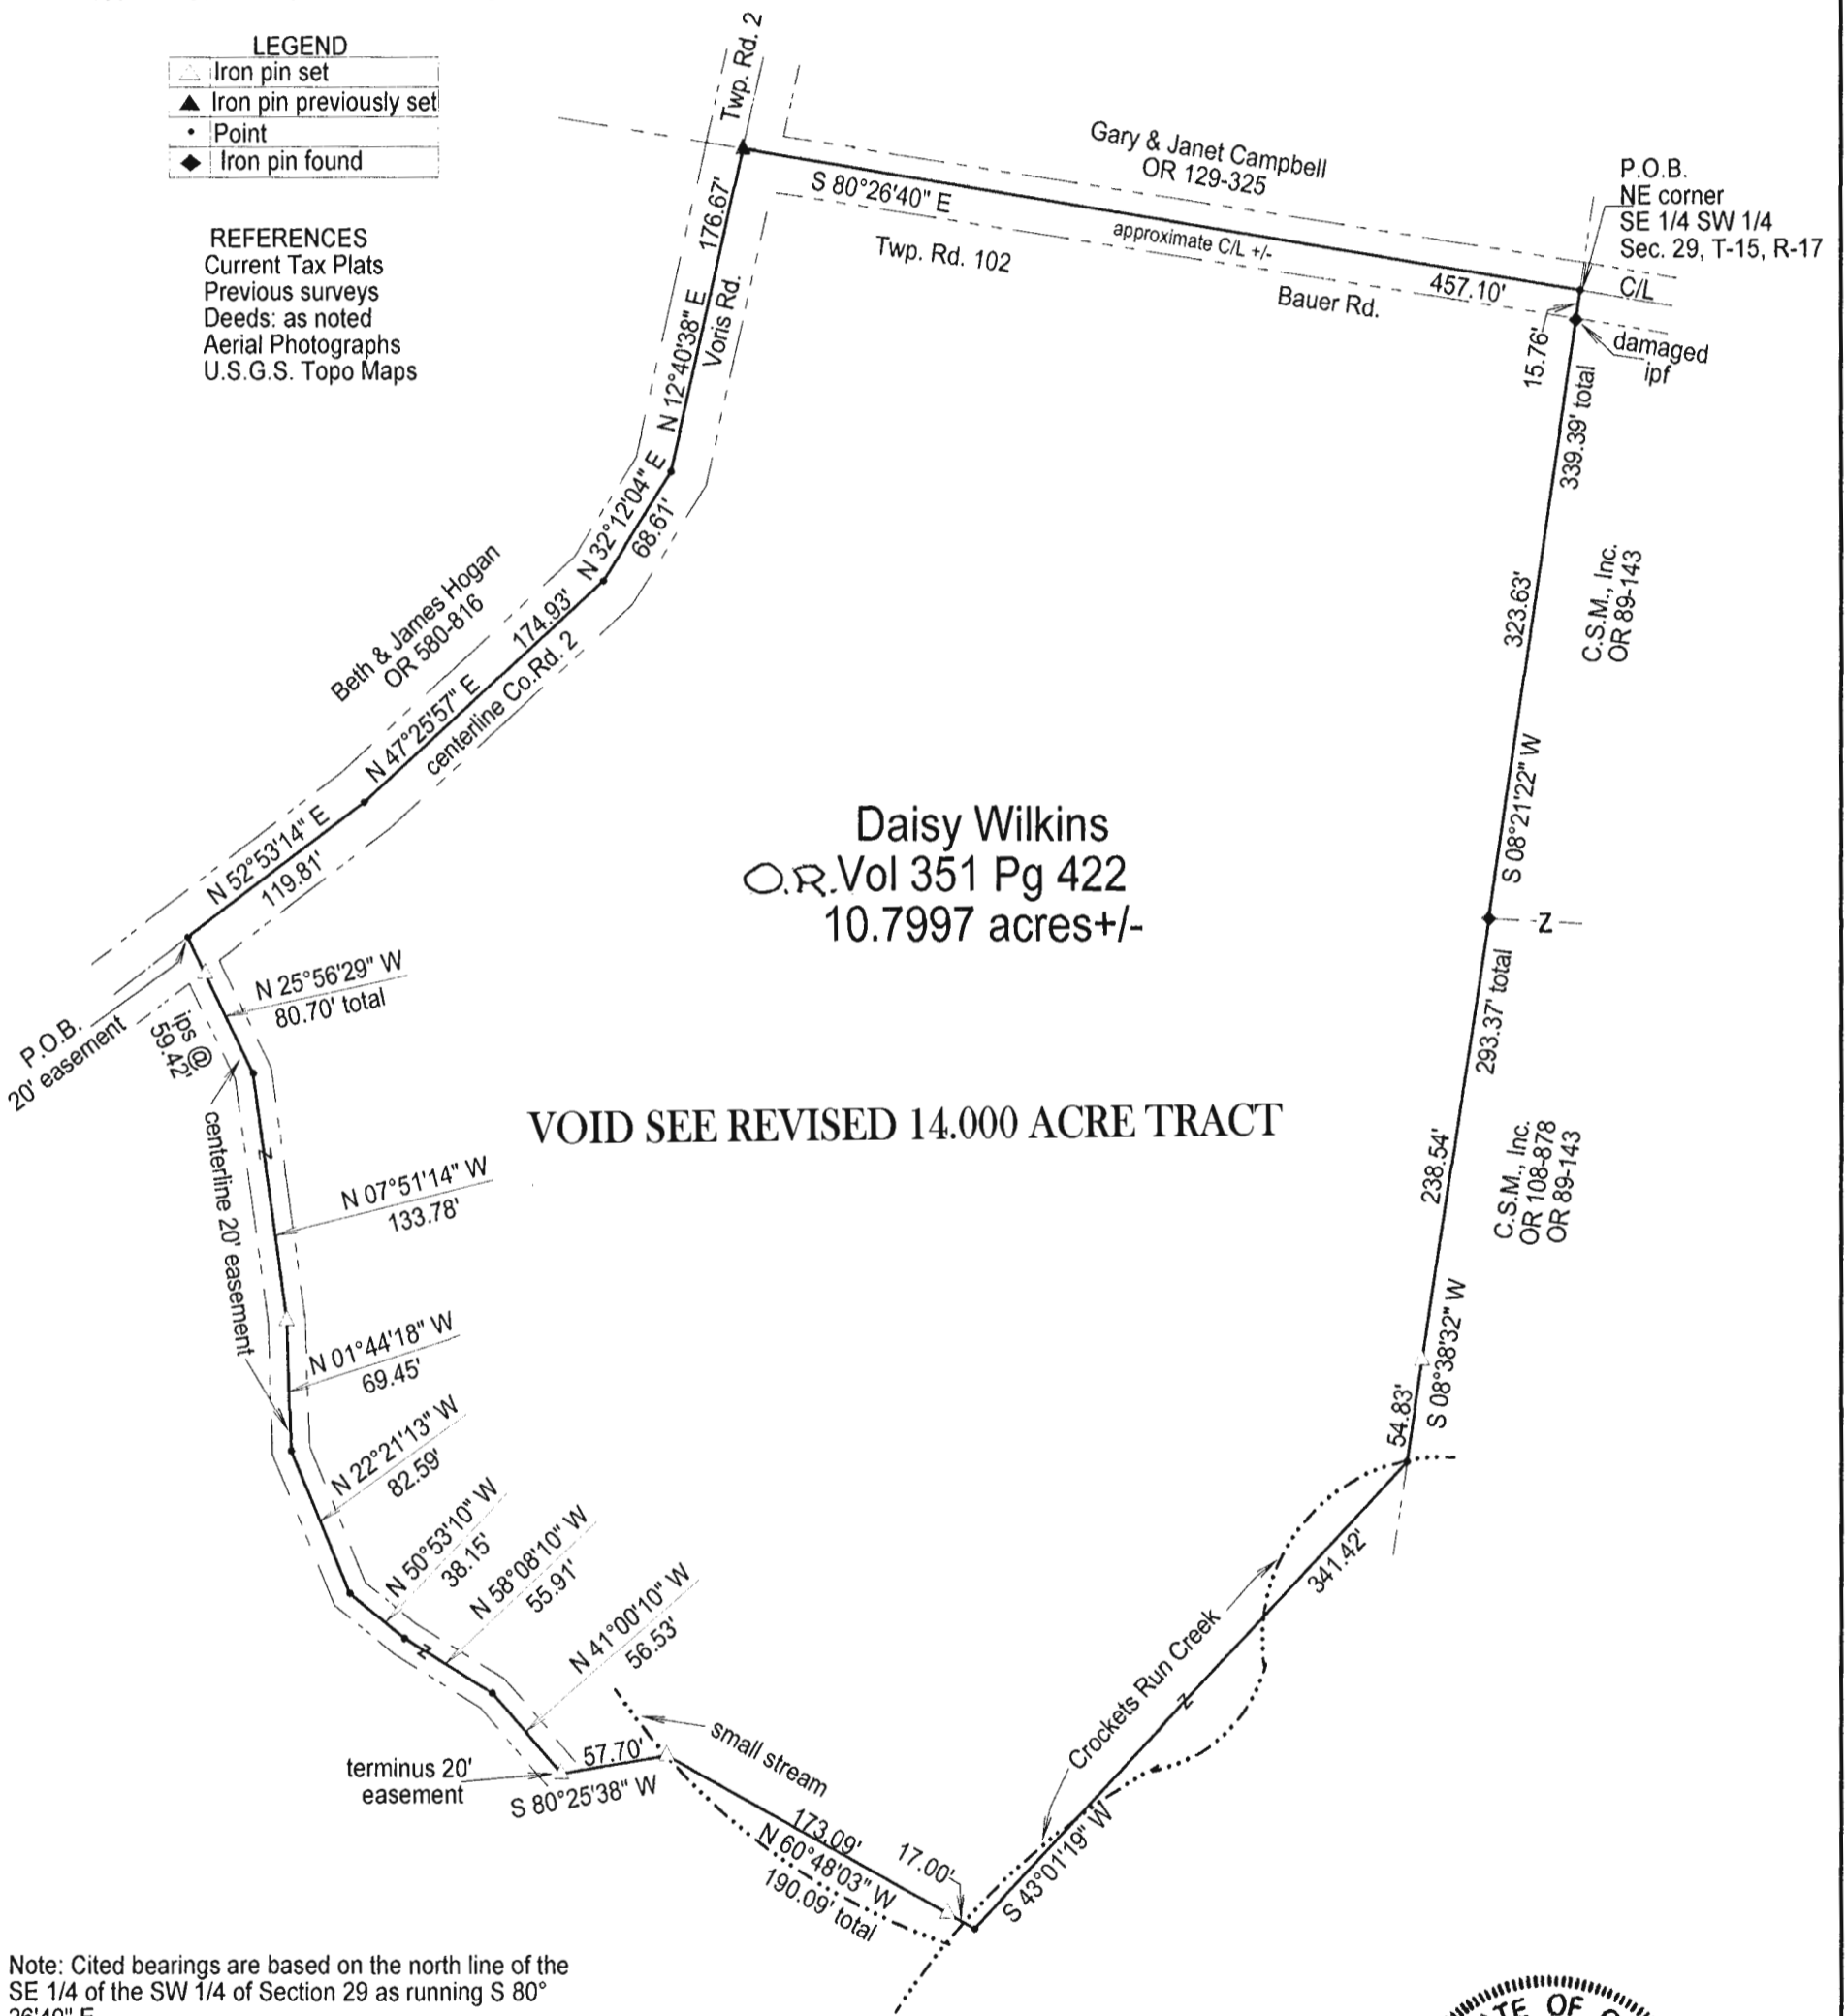 LEGEND
Iron pin set
Iron pin previously set
Point
Iron pin found
REFERENCES
Current Tax Plats
Previous surveys
Deeds: as noted
Aerial Photographs
U.S.G.S. Topo Maps
Twp. Rd. 2
176.67'
N 12°40'38" E
Voris Rd.
Gary & Janet Campbell
OR 129-325
S 80°26'40" E
approximate C/L +/-
457.10'
Twp. Rd. 102
Bauer Rd.
P.O.B.
NE corner
SE 1/4 SW 1/4
Sec. 29, T-15, R-17
C/L
15.76'
damaged
ipf
339.39' total
323.63'
S 08°21'22" W
C.S.M., Inc.
OR 89-143
N 32°12'04" E
68.61'
Beth & James Hogan
OR 580-816
174.93'
N 47°25'57" E
centerline Co.Rd. 2
N 52°53'14" E
119.81'
Daisy Wilkins
O.R. Vol 351 Pg 422
10.7997 acres+/-
Z
293.37' total
238.54'
C.S.M., Inc.
OR 108-878
OR 89-143
S 08°38'32" W
54.83'
P.O.B.
20' easement
ips @
59.42'
N 25°56'29" W
80.70' total
VOID SEE REVISED 14.000 ACRE TRACT
centerline 20' easement
Z
N 07°51'14" W
133.78'
N 01°44'18" W
69.45'
N 22°21'13" W
82.59'
N 50°53'10" W
38.15'
N 58°08'10" W
55.91'
Z
N 41°00'10" W
56.53'
341.42'
Crockets Run Creek
Z
S 43°01'19" W
small stream
terminus 20'
easement
57.70'
S 80°25'38" W
173.09'
N 60°48'03" W
190.09' total
17.00'
Note: Cited bearings are based on the north line of the
SE 1/4 of the SW 1/4 of Section 29 as running S 80°
26'40" E
OF